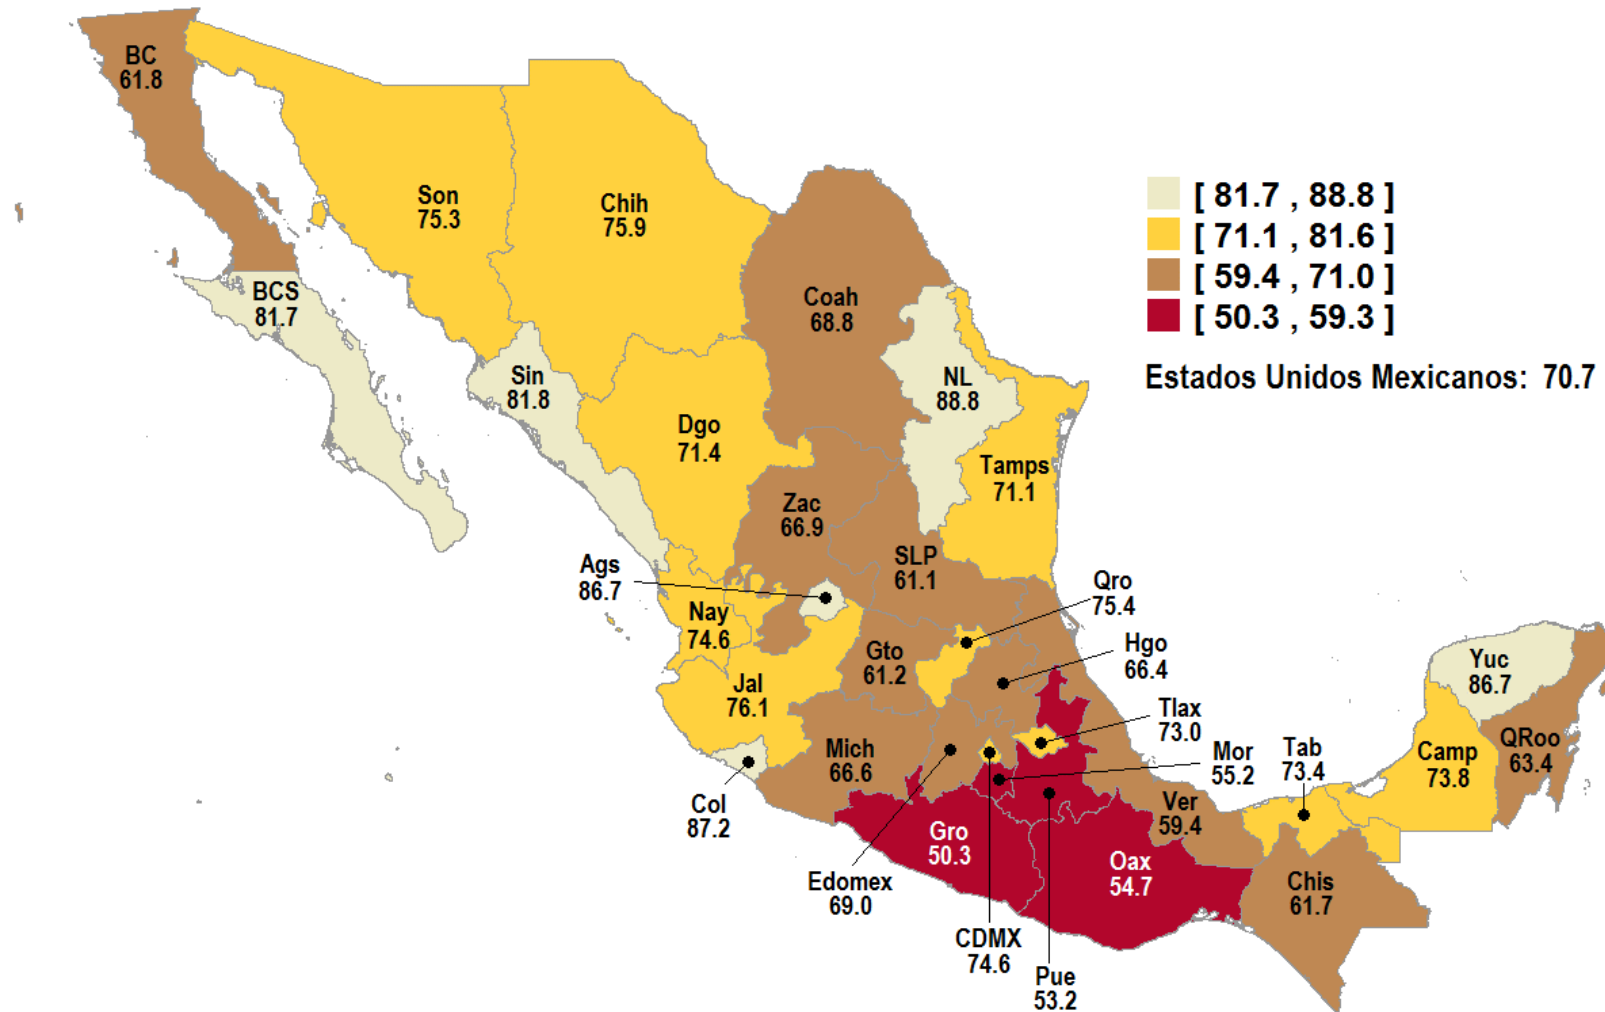 BC
61.8
Son
75.3
Chih
75.9
[ 81.7 , 88.8 ]
[ 71.1 , 81.6 ]
[ 59.4 , 71.0 ]
[ 50.3 , 59.3 ]
Estados Unidos Mexicanos: 70.7
BCS
81.7
Coah
68.8
Sin
81.8
NL
88.8
Dgo
71.4
Tamps
71.1
Zac
66.9
SLP
61.1
Ags
86.7
Qro
75.4
Nay
74.6
Gto
61.2
Hgo
66.4
Yuc
86.7
Jal
76.1
Tlax
73.0
Mich
66.6
Mor
55.2
Tab
73.4
Camp
73.8
QRoo
63.4
Col
87.2
Ver
59.4
Gro
50.3
Oax
54.7
Edomex
69.0
Chis
61.7
CDMX
74.6
Pue
53.2